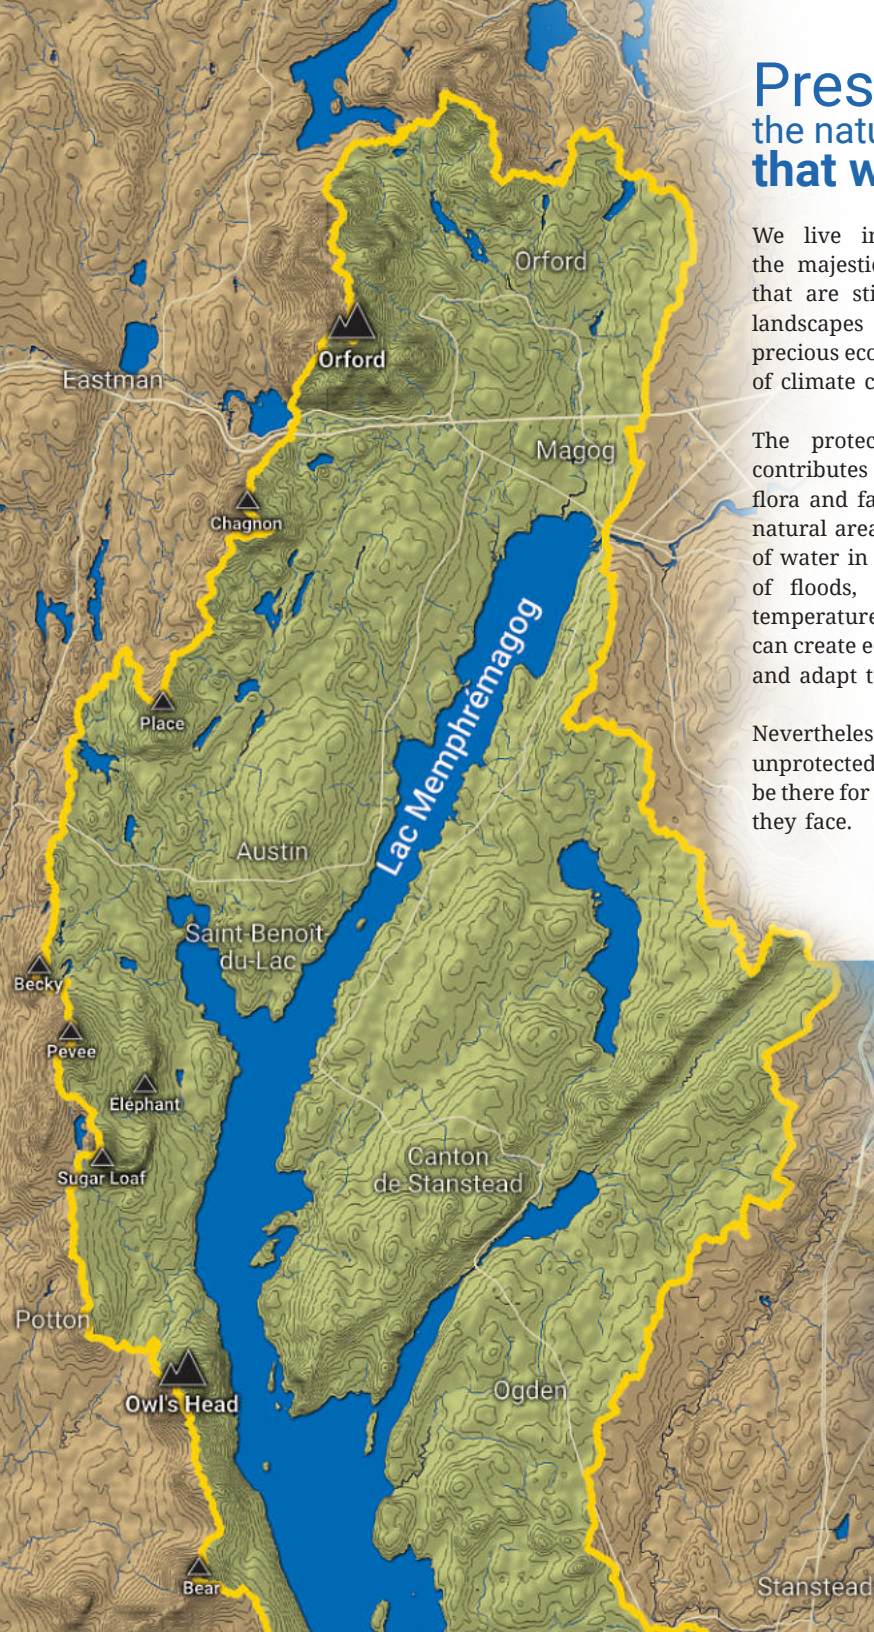 Pres
the natu
that w
We live in
the majestic
that are sti
landscapes
precious eco
of climate c
The protec
contributes
flora and fa
natural area
of water in
of floods,
temperature
can create e
and adapt t
Nevertheles
unprotected
be there for
they face.
Orford
Orford
Eastman
Magog
Chagnon
Lac Memphrémagog
Place
Austin
Saint-Benoît-
du-Lac
Becky
Pevee
Éléphant
Sugar Loaf
Canton
de Stanstead
Potton
Owl's Head
Ogden
Bear
Stanstead